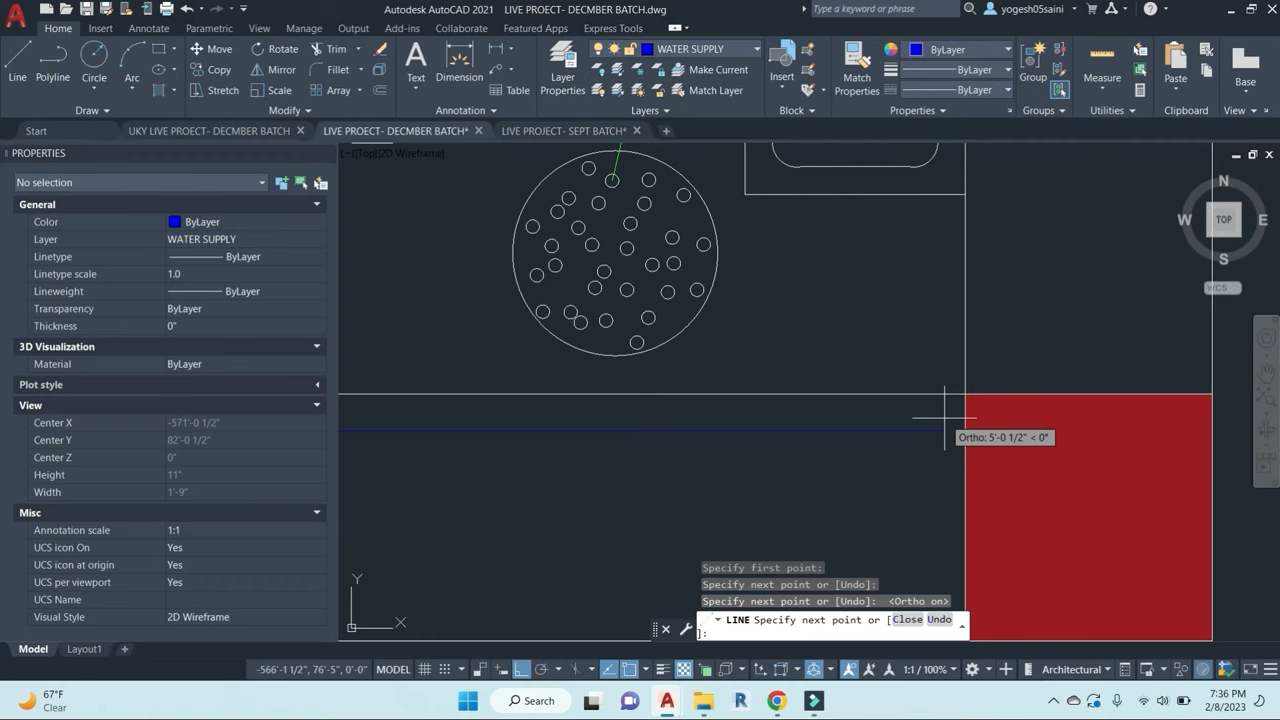 Autodesk AutoCAD 2021 LIVE PROECT- DECMBER BATCH.dwg
Type a keyword or phrase
yogesh05saini
Home Insert Annotate Parametric View Manage Output Add-ins Collaborate Featured Apps Express Tools
Line Polyline Circle Arc
Move Rotate Trim
Copy Mirror Fillet
Stretch Scale Array
Text Dimension Table
Layer Properties
WATER SUPPLY
Make Current
Match Layer
Insert
Match Properties
ByLayer
ByLayer
ByLayer
Group Measure Paste Base
Draw Modify Annotation Layers Block Properties Groups Utilities Clipboard View
Start UKY LIVE PROECT- DECMBER BATCH LIVE PROECT- DECMBER BATCH* LIVE PROJECT- SEPT BATCH*
PROPERTIES
[−][Top][2D Wireframe]
No selection
General
Color ByLayer
Layer WATER SUPPLY
Linetype ByLayer
Linetype scale 1.0
Lineweight ByLayer
Transparency ByLayer
Thickness 0"
3D Visualization
Material ByLayer
Plot style
View
Center X -571'-0 1/2"
Center Y 82'-0 1/2"
Center Z 0"
Height 11"
Width 1'-9"
Misc
Annotation scale 1:1
UCS icon On Yes
UCS icon at origin Yes
UCS per viewport Yes
UCS Name
Visual Style 2D Wireframe
N
W TOP E
S
WCS
Ortho: 5'-0 1/2" < 0°
Y
X
Specify first point:
Specify next point or [Undo]:
Specify next point or [Undo]: <Ortho on>
LINE Specify next point or [Close Undo
]:
Model Layout1
-566'-1 1/2", 76'-5", 0'-0" MODEL 1:1 / 100% Architectural
67°F
Clear
Search
7:36 PM
2/8/2023